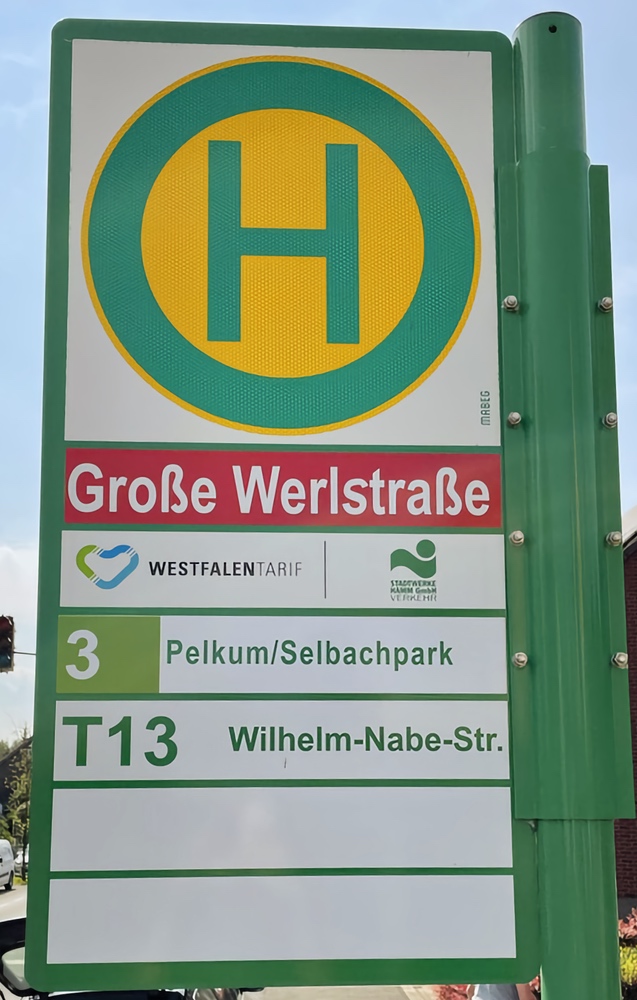 H
MABEG
Große Werlstraße
WESTFALENTARIF
STADTWERKE
HAMM GmbH
VERKEHR
3 Pelkum/Selbachpark
T13 Wilhelm-Nabe-Str.